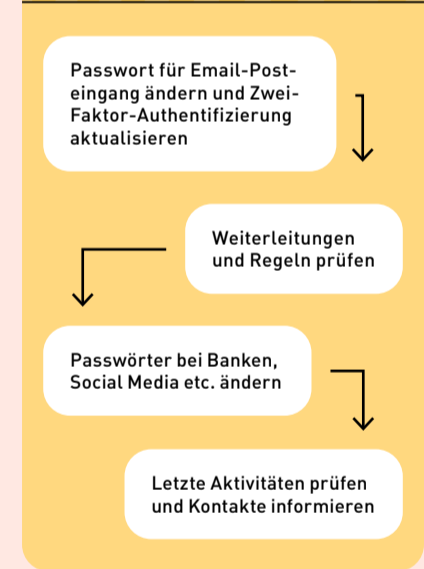 Passwort für Email-Post-
eingang ändern und Zwei-
Faktor-Authentifizierung
aktualisieren
Weiterleitungen
und Regeln prüfen
Passwörter bei Banken,
Social Media etc. ändern
Letzte Aktivitäten prüfen
und Kontakte informieren